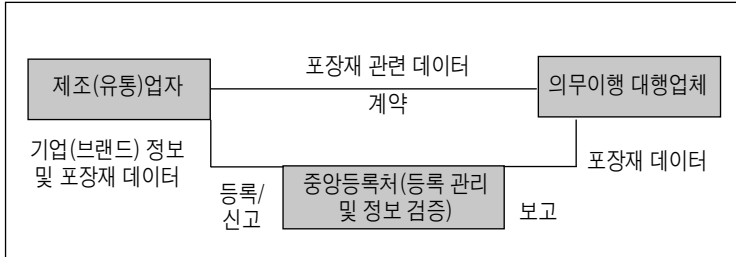 포장재 관련 데이터
제조(유통)업자
의무이행 대행업체
계약
기업(브랜드) 정보
및 포장재 데이터
포장재 데이터
등록/
신고
중앙등록처(등록 관리
및 정보 검증)
보고